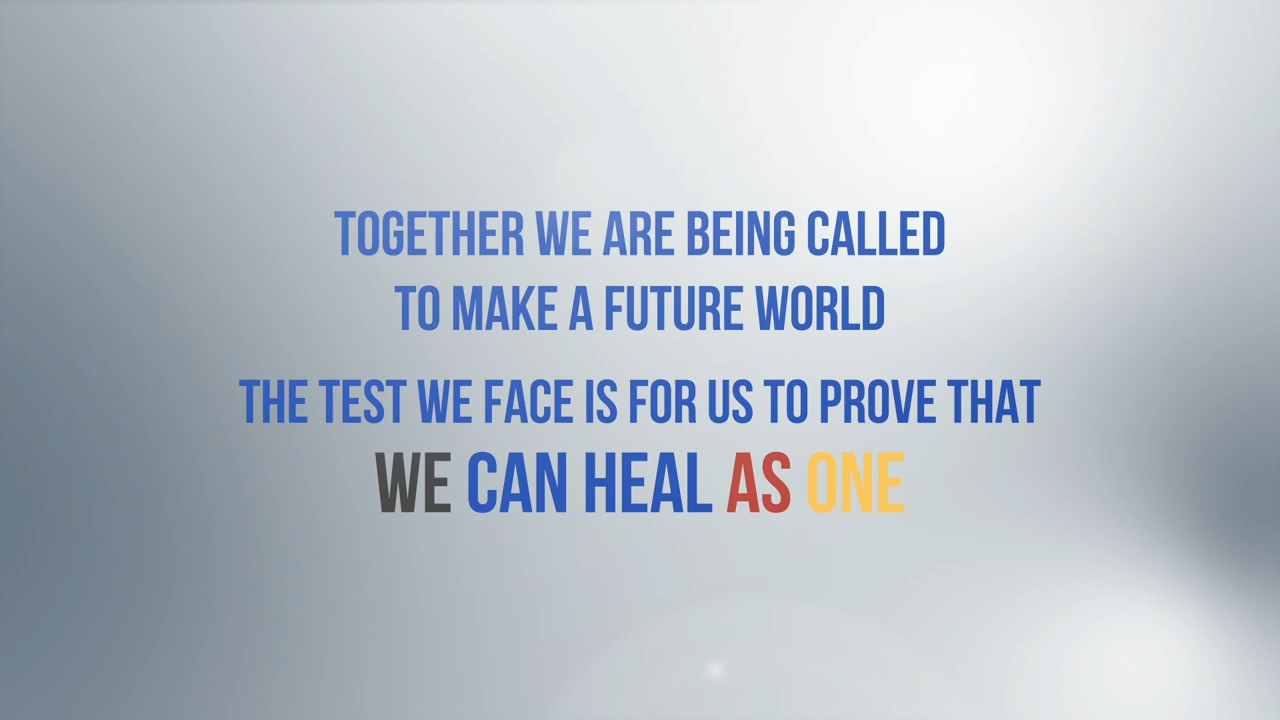 TOGETHER WE ARE BEING CALLED
TO MAKE A FUTURE WORLD
THE TEST WE FACE IS FOR US TO PROVE THAT
WE CAN HEAL AS ONE